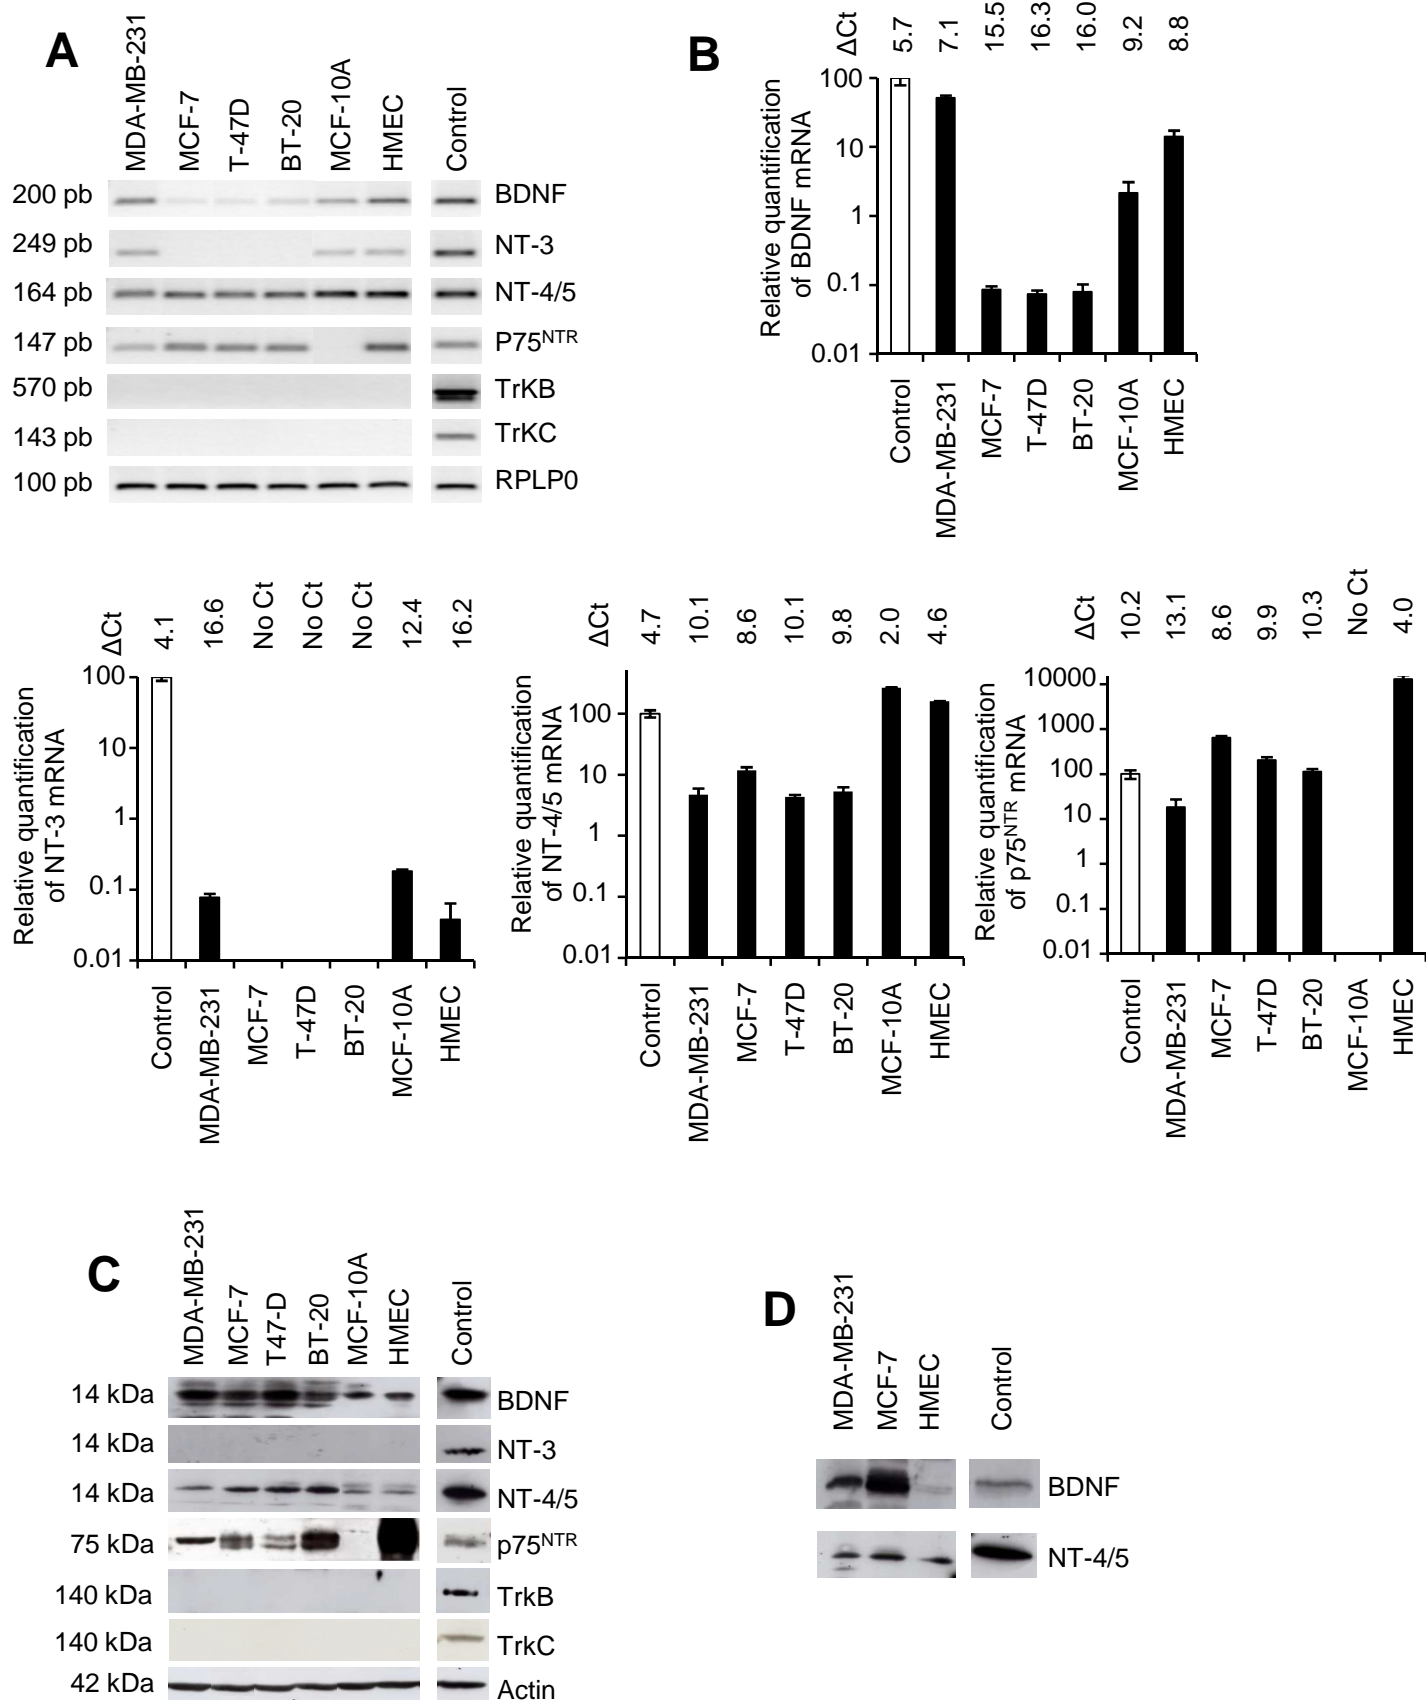 A
MDA-MB-231
MCF-7
T-47D
BT-20
MCF-10A
HMEC
Control
200 pb
BDNF
249 pb
NT-3
164 pb
NT-4/5
147 pb
P75NTR
570 pb
TrKB
143 pb
TrKC
100 pb
RPLP0
B
ΔCt
5.7
7.1
15.5
16.3
16.0
9.2
8.8
Relative quantification
of BDNF mRNA
100
10
1
0.1
0.01
Control
MDA-MB-231
MCF-7
T-47D
BT-20
MCF-10A
HMEC
ΔCt
4.1
16.6
No Ct
No Ct
No Ct
12.4
16.2
Relative quantification
of NT-3 mRNA
100
10
1
0.1
0.01
Control
MDA-MB-231
MCF-7
T-47D
BT-20
MCF-10A
HMEC
ΔCt
4.7
10.1
8.6
10.1
9.8
2.0
4.6
Relative quantification
of NT-4/5 mRNA
100
10
1
0.1
0.01
Control
MDA-MB-231
MCF-7
T-47D
BT-20
MCF-10A
HMEC
ΔCt
10.2
13.1
8.6
9.9
10.3
No Ct
4.0
Relative quantification
of p75NTR mRNA
10000
1000
100
10
1
0.1
0.01
Control
MDA-MB-231
MCF-7
T-47D
BT-20
MCF-10A
HMEC
C
MDA-MB-231
MCF-7
T47-D
BT-20
MCF-10A
HMEC
Control
14 kDa
BDNF
14 kDa
NT-3
14 kDa
NT-4/5
75 kDa
p75NTR
140 kDa
TrkB
140 kDa
TrkC
42 kDa
Actin
D
MDA-MB-231
MCF-7
HMEC
Control
BDNF
NT-4/5